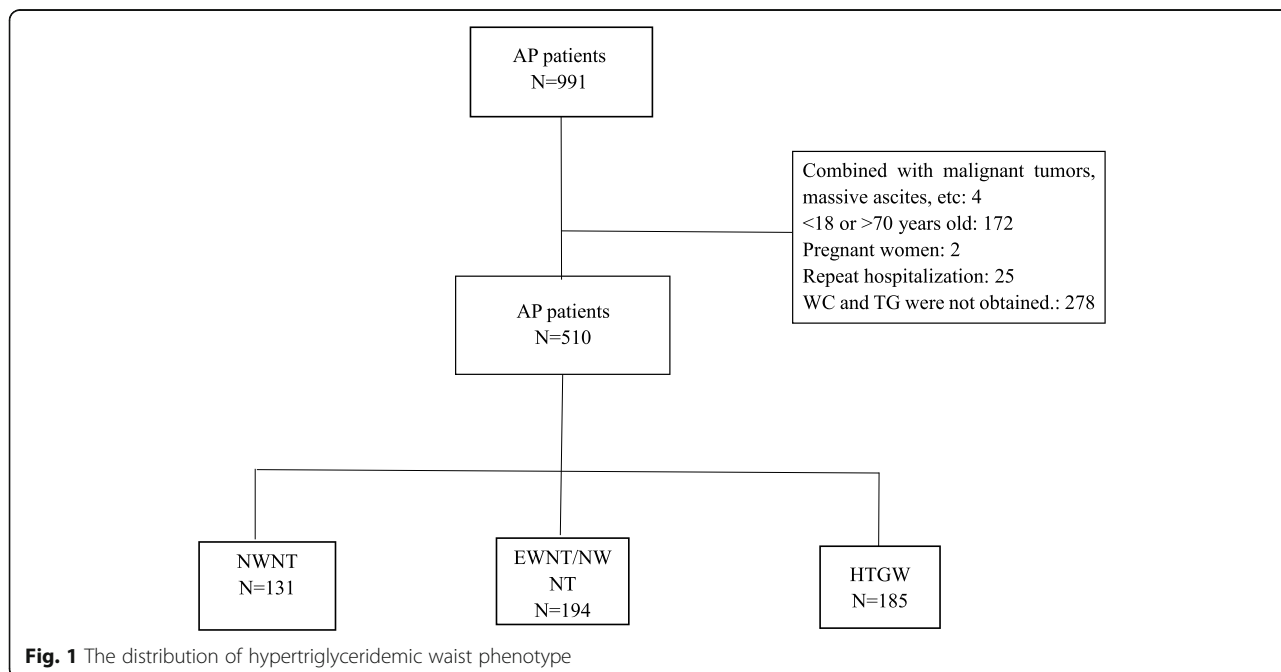 AP patients
N=991
Combined with malignant tumors,
massive ascites, etc: 4
<18 or >70 years old: 172
Pregnant women: 2
Repeat hospitalization: 25
WC and TG were not obtained.: 278
AP patients
N=510
NWNT
N=131
EWNT/NW
NT
N=194
HTGW
N=185
Fig. 1 The distribution of hypertriglyceridemic waist phenotype